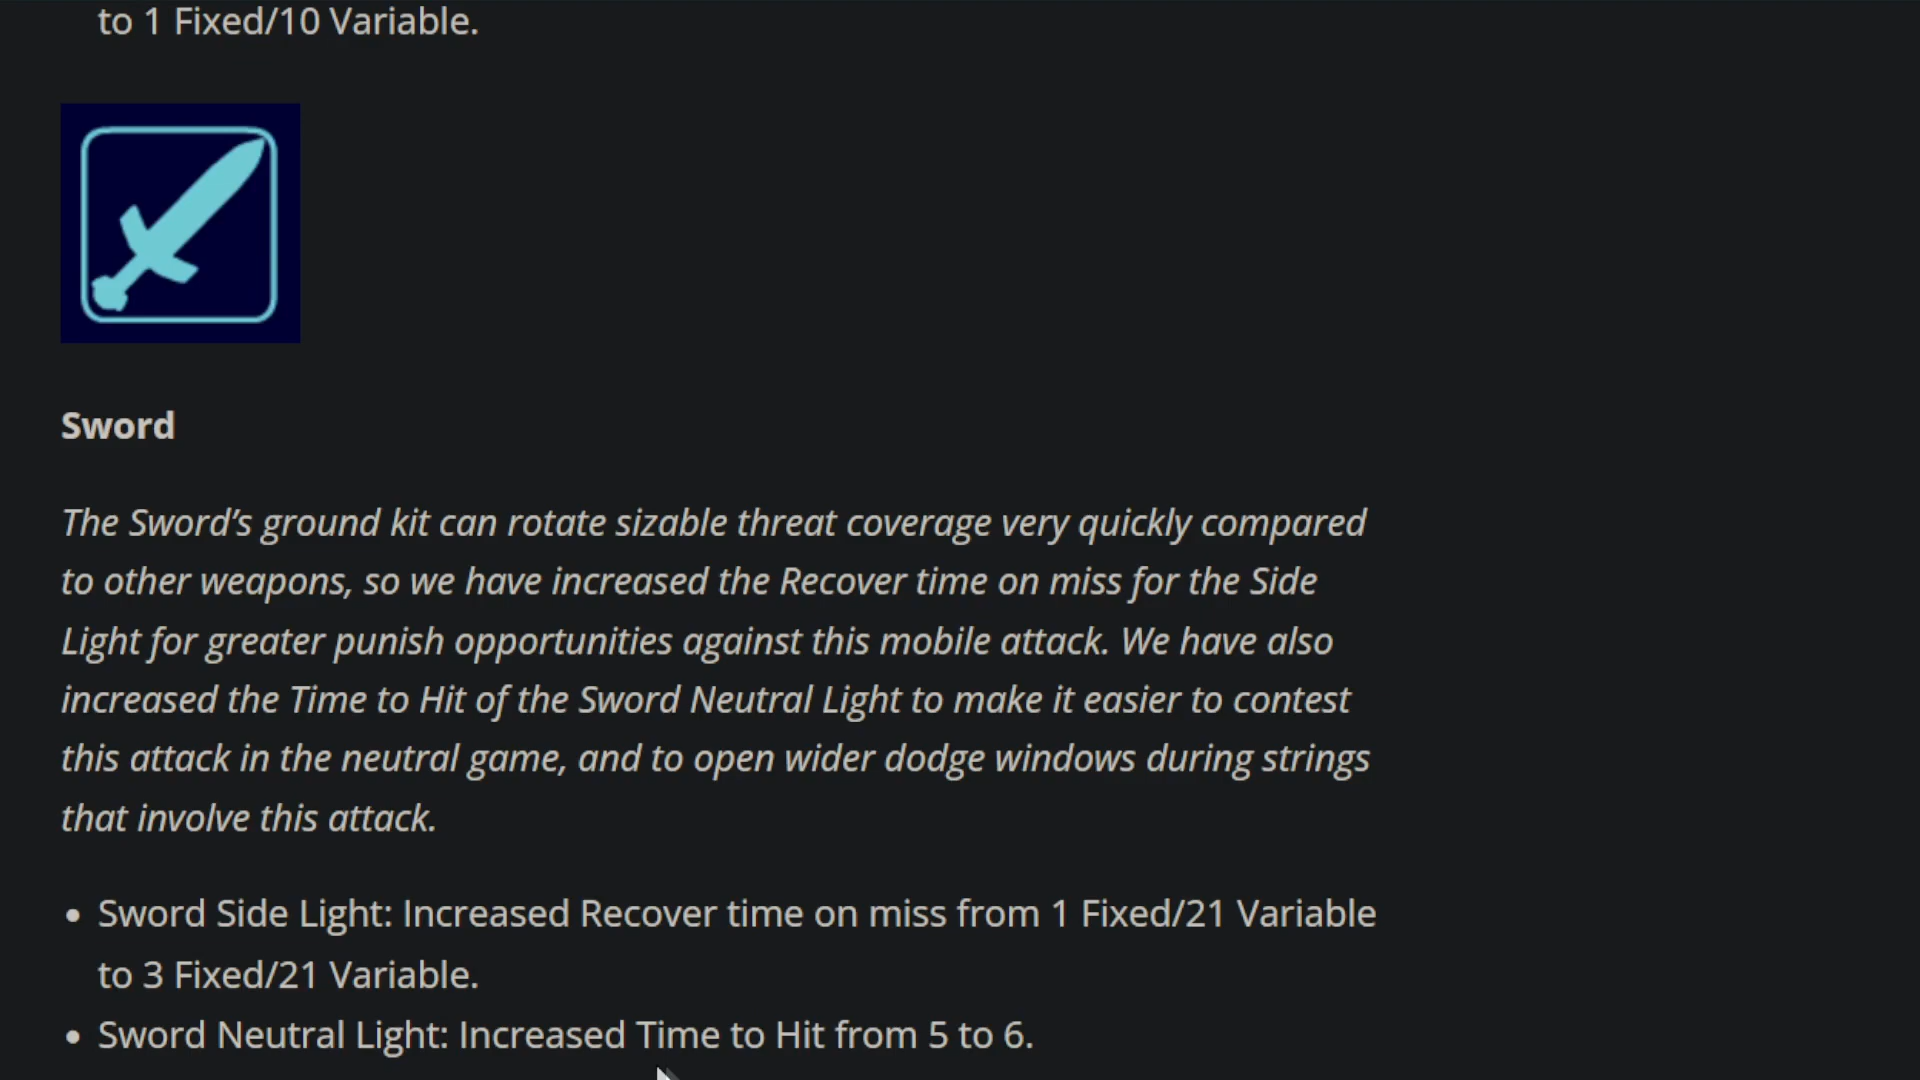 to 1 Fixed/10 Variable.
Sword
The Sword’s ground kit can rotate sizable threat coverage very quickly compared
to other weapons, so we have increased the Recover time on miss for the Side
Light for greater punish opportunities against this mobile attack. We have also
increased the Time to Hit of the Sword Neutral Light to make it easier to contest
this attack in the neutral game, and to open wider dodge windows during strings
that involve this attack.
• Sword Side Light: Increased Recover time on miss from 1 Fixed/21 Variable
to 3 Fixed/21 Variable.
• Sword Neutral Light: Increased Time to Hit from 5 to 6.